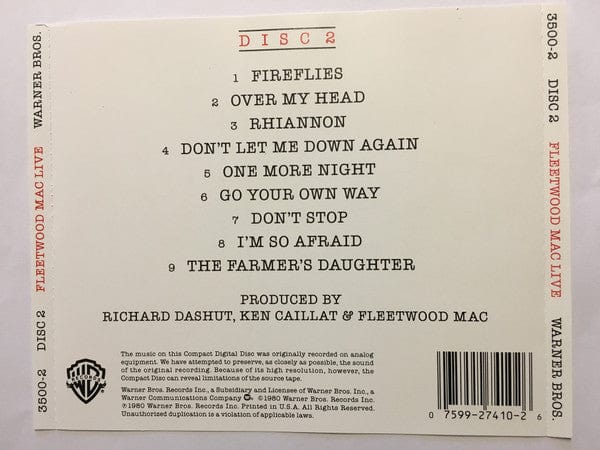 DISC 2
1 FIREFLIES
2 OVER MY HEAD
3 RHIANNON
4 DON'T LET ME DOWN AGAIN
5 ONE MORE NIGHT
6 GO YOUR OWN WAY
7 DON'T STOP
8 I'M SO AFRAID
9 THE FARMER'S DAUGHTER
PRODUCED BY
RICHARD DASHUT, KEN CAILLAT & FLEETWOOD MAC
The music on this Compact Digital Disc was originally recorded on analog
equipment. We have attempted to preserve, as closely as possible, the sound
of the original recording. Because of its high resolution, however, the
Compact Disc can reveal limitations of the source tape.
Warner Bros. Records Inc., a Subsidiary and Licensee of Warner Bros. Inc., a
Warner Communications Company ©1980 Warner Bros. Records Inc.
℗1980 Warner Bros. Records Inc. Printed in U.S.A. All Rights Reserved.
Unauthorized duplication is a violation of applicable laws.
WB
RECORDS
0 7599-27410-2 6
3500-2 DISC 2 FLEETWOOD MAC LIVE WARNER BROS.
3500-2 DISC 2 FLEETWOOD MAC LIVE WARNER BROS.